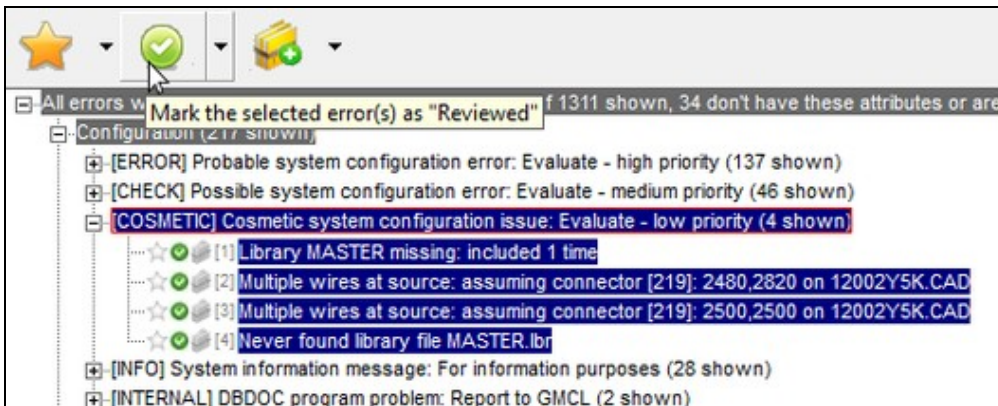 All errors w
Mark the selected error(s) as "Reviewed"
f 1311 shown, 34 don't have these attributes or are
Configuration (217 shown)
[ERROR] Probable system configuration error: Evaluate - high priority (137 shown)
[CHECK] Possible system configuration error: Evaluate - medium priority (46 shown)
[COSMETIC] Cosmetic system configuration issue: Evaluate - low priority (4 shown)
[1] Library MASTER missing: included 1 time
[2] Multiple wires at source: assuming connector [219]: 2480,2820 on 12002Y5K.CAD
[3] Multiple wires at source: assuming connector [219]: 2500,2500 on 12002Y5K.CAD
[4] Never found library file MASTER.lbr
[INFO] System information message: For information purposes (28 shown)
[INTERNAL] DBDOC program problem: Report to GMCL (2 shown)